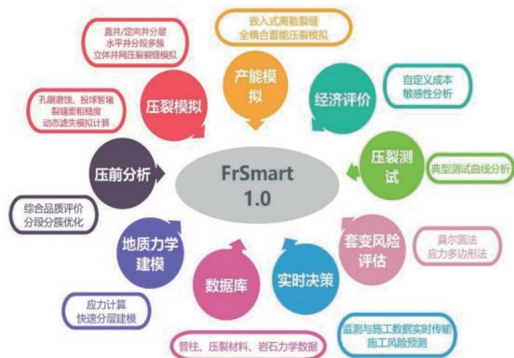 直井/定向井分层
水平井分段多簇
立体井网压裂裂缝模拟
嵌入式离散裂缝
全耦合蓄能压裂模拟
压裂模拟
产能
模拟
经济评价
自定义成本
敏感性分析
孔眼磨蚀、投球暂堵
裂缝面粗糙度
动态滤失模拟计算
压前分析
FrSmart
1.0
压裂测
试
典型测试曲线分析
综合品质评价
分段分簇优化
地质力学
建模
套变风险
评估
莫尔圆法
应力多边形法
数据库
实时决策
应力计算
快速分层建模
管柱、压裂材料、岩石力学数据
监测与施工数据实时传输
施工风险预测